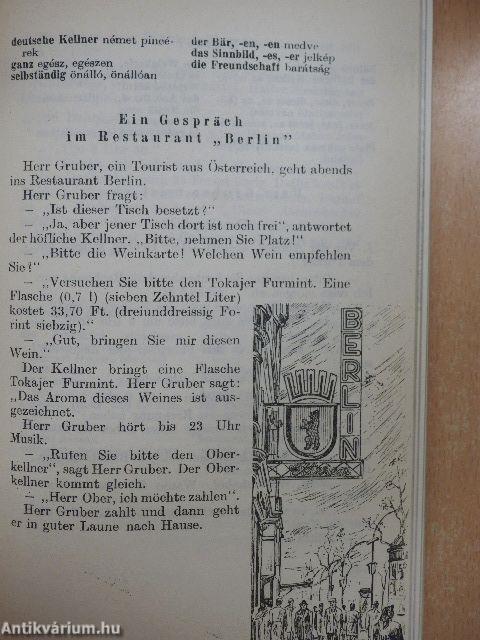 deutsche Kellner német pincé-
rek
ganz egész, egészen
selbständig önálló, önállóan
der Bär, -en, -en medve
das Sinnbild, -es, -er jelkép
die Freundschaft barátság
Ein Gespräch
im Restaurant „Berlin"
Herr Gruber, ein Tourist aus Österreich, geht abends
ins Restaurant Berlin.
Herr Gruber fragt:
– „Ist dieser Tisch besetzt?"
– „Ja, aber jener Tisch dort ist noch frei", antwortet
der höfliche Kellner. „Bitte, nehmen Sie Platz!"
– „Bitte die Weinkarte! Welchen Wein empfehlen
Sie?"
– „Versuchen Sie bitte den Tokajer Furmint. Eine
Flasche (0,7 l) (sieben Zehntel Liter)
kostet 33,70 Ft. (dreiunddreissig Fo-
rint siebzig)."
– „Gut, bringen Sie mir diesen
Wein."
Der Kellner bringt eine Flasche
Tokajer Furmint. Herr Gruber sagt:
„Das Aroma dieses Weines ist aus-
gezeichnet.
Herr Gruber hört bis 23 Uhr
Musik.
– „Rufen Sie bitte den Ober-
kellner", sagt Herr Gruber. Der Ober-
kellner kommt gleich.
– „Herr Ober, ich möchte zahlen".
Herr Gruber zahlt und dann geht
er in guter Laune nach Hause.
BERLIN
Antikvárium.hu